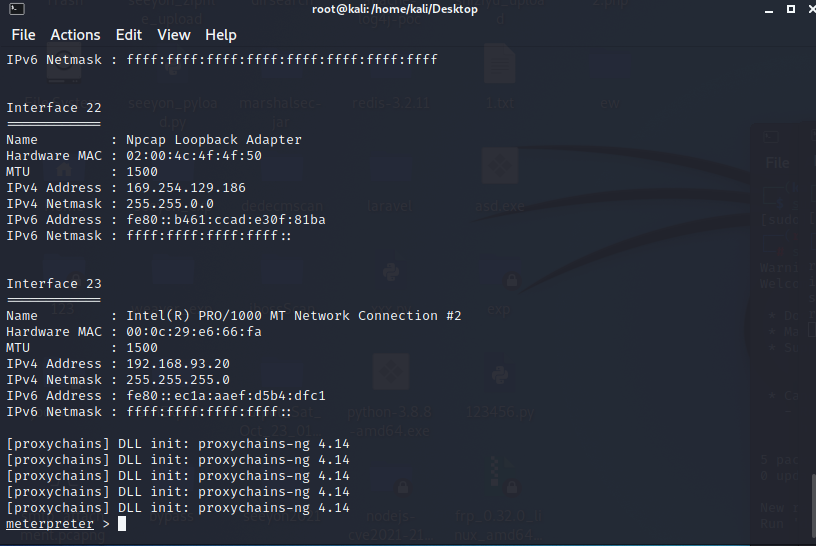 root@kali:/home/kali/Desktop
File Actions Edit View Help
IPv6 Netmask : ffff:ffff:ffff:ffff:ffff:ffff:ffff:ffff
Interface 22
============
Name : Npcap Loopback Adapter
Hardware MAC : 02:00:4c:4f:4f:50
MTU : 1500
IPv4 Address : 169.254.129.186
IPv4 Netmask : 255.255.0.0
IPv6 Address : fe80::b461:ccad:e30f:81ba
IPv6 Netmask : ffff:ffff:ffff:ffff::
Interface 23
============
Name : Intel(R) PRO/1000 MT Network Connection #2
Hardware MAC : 00:0c:29:e6:66:fa
MTU : 1500
IPv4 Address : 192.168.93.20
IPv4 Netmask : 255.255.255.0
IPv6 Address : fe80::ec1a:aaef:d5b4:dfc1
IPv6 Netmask : ffff:ffff:ffff:ffff::
[proxychains] DLL init: proxychains-ng 4.14
[proxychains] DLL init: proxychains-ng 4.14
[proxychains] DLL init: proxychains-ng 4.14
[proxychains] DLL init: proxychains-ng 4.14
[proxychains] DLL init: proxychains-ng 4.14
meterpreter >